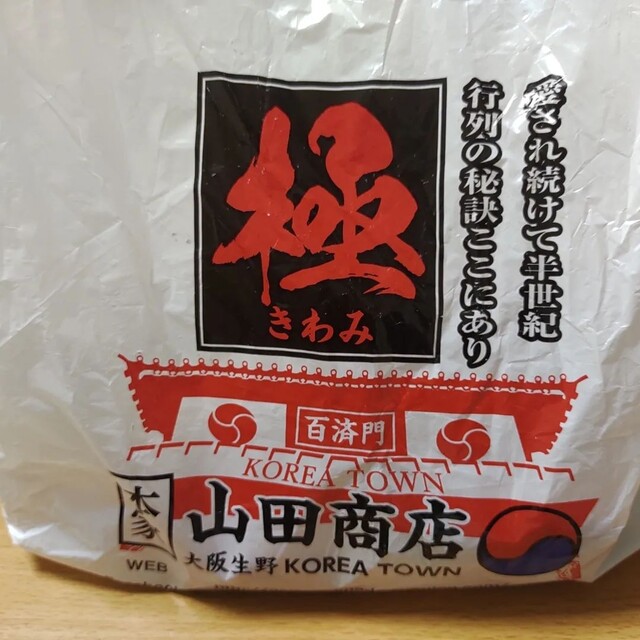 愛され続けて半世紀
行列の秘訣ここにあり
極
きわみ
百済門
KOREA TOWN
本家
山田商店
WEB
大阪生野 KOREA TOWN